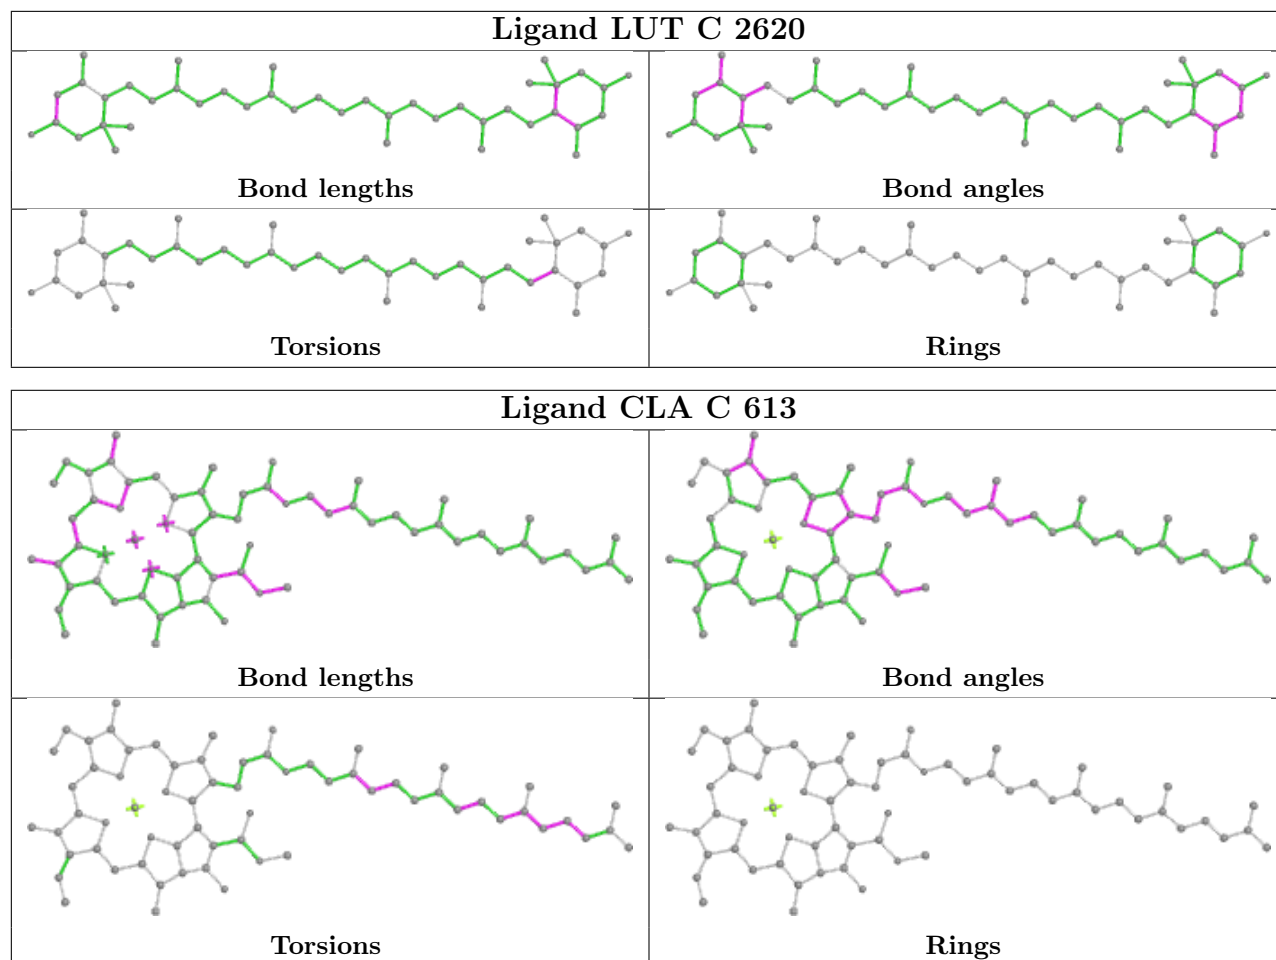 Ligand LUT C 2620
Bond lengths
Bond angles
Torsions
Rings
Ligand CLA C 613
Bond lengths
Bond angles
Torsions
Rings